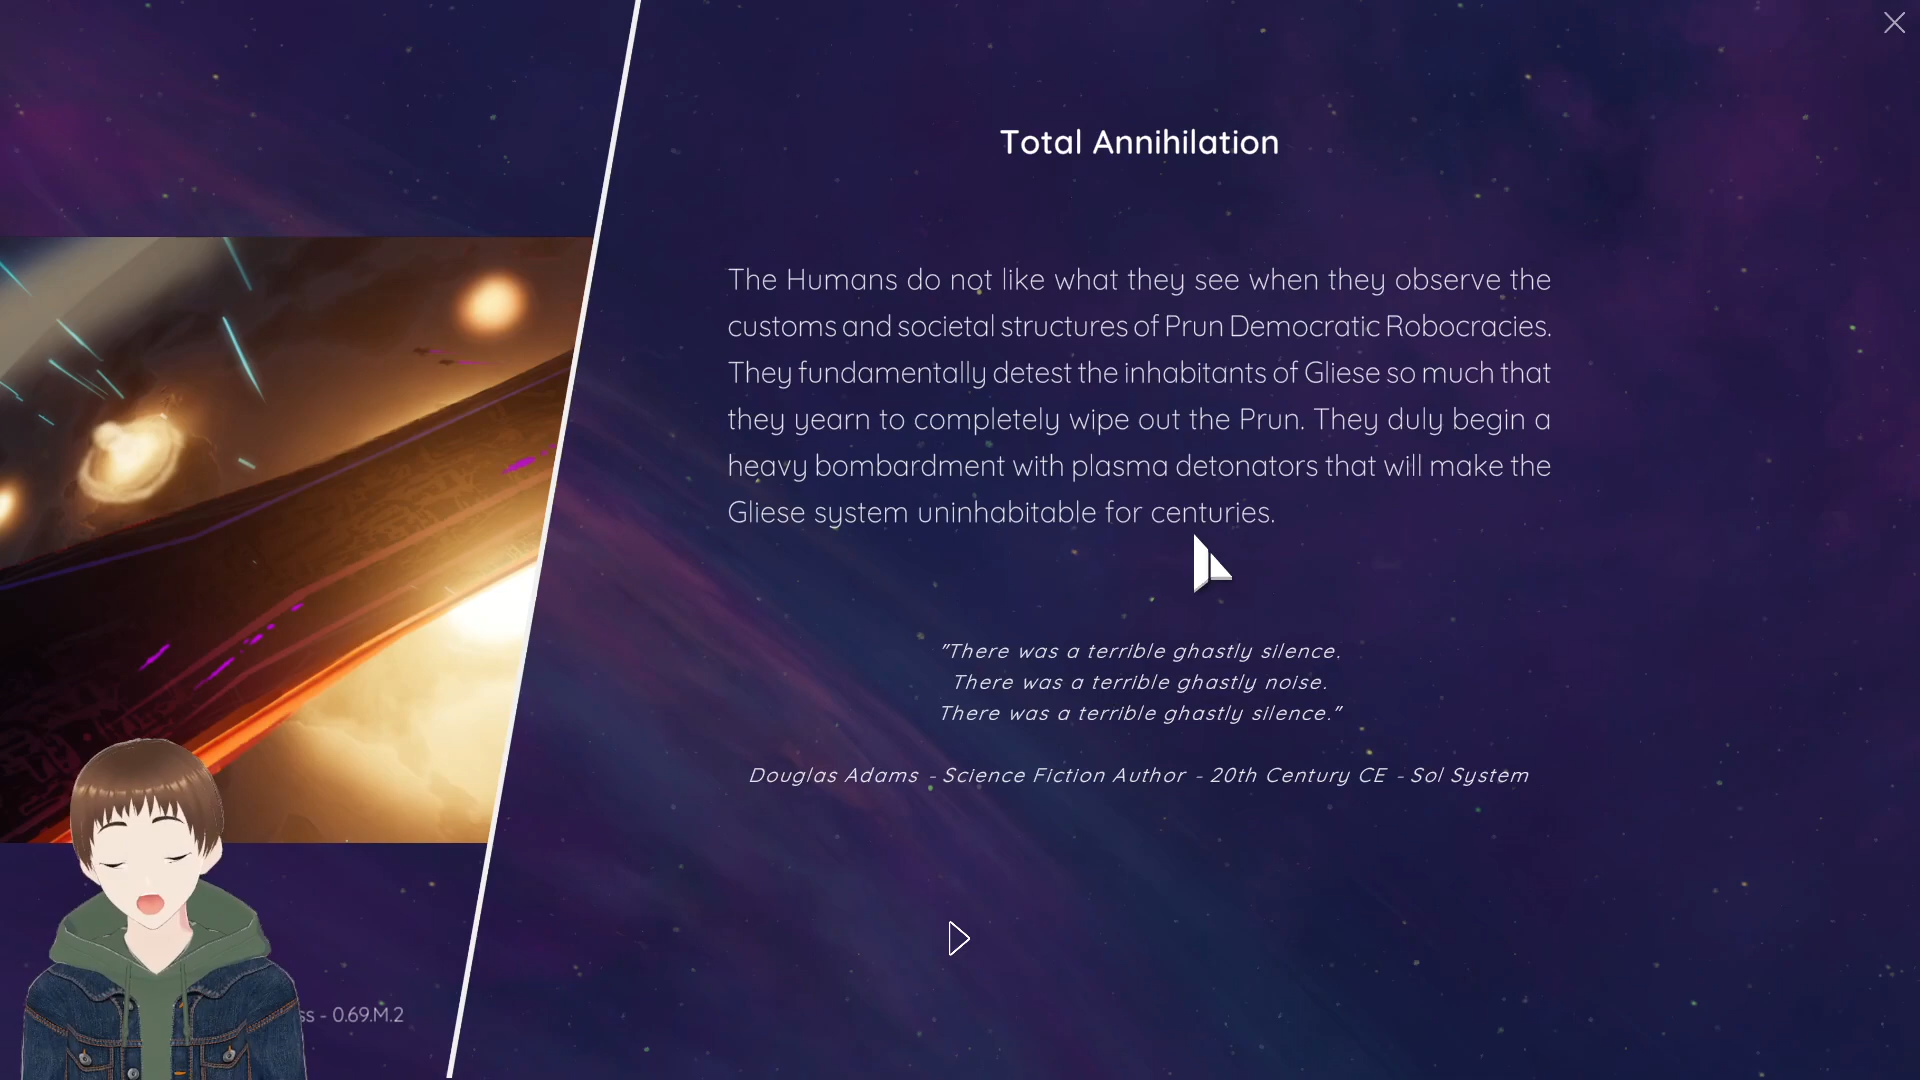 Total Annihilation
The Humans do not like what they see when they observe the
customs and societal structures of Prun Democratic Robocracies.
They fundamentally detest the inhabitants of Gliese so much that
they yearn to completely wipe out the Prun. They duly begin a
heavy bombardment with plasma detonators that will make the
Gliese system uninhabitable for centuries.
"There was a terrible ghastly silence.
There was a terrible ghastly noise.
There was a terrible ghastly silence."
Douglas Adams - Science Fiction Author - 20th Century CE - Sol System
ss - 0.69.M.2